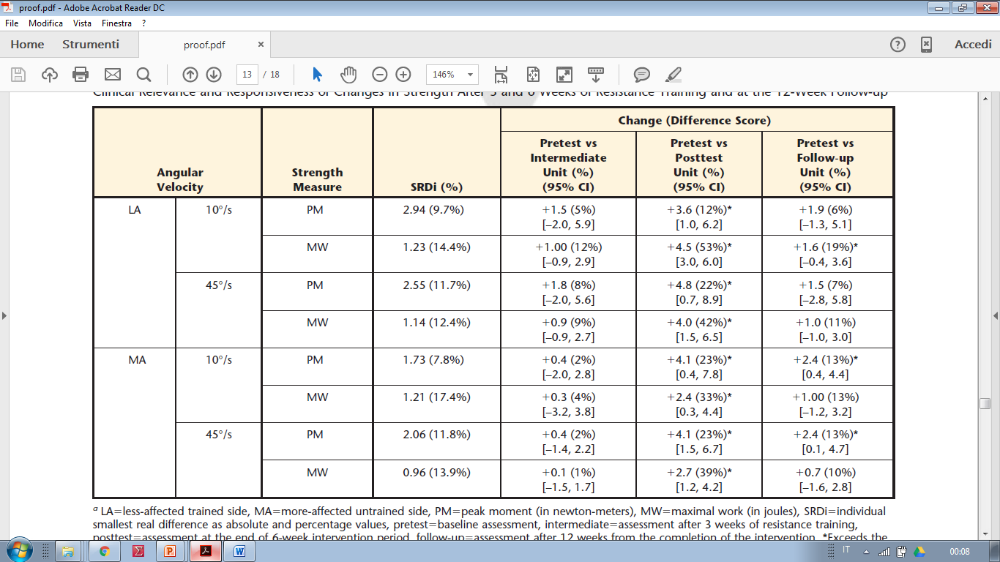 proof.pdf - Adobe Acrobat Reader DC
File Modifica Vista Finestra ?
Home Strumenti proof.pdf × ? Accedi
13 / 18 146%
Clinical Relevance and Responsiveness of Changes in Strength After 3 and 6 Weeks of Resistance Training and at the 12-Week Follow-up
Change (Difference Score)
Angular Velocity
Strength Measure
SRDi (%)
Pretest vs Intermediate Unit (%) (95% CI)
Pretest vs Posttest Unit (%) (95% CI)
Pretest vs Follow-up Unit (%) (95% CI)
LA 10°/s PM 2.94 (9.7%) +1.5 (5%) +3.6 (12%)* +1.9 (6%)
[–2.0, 5.9] [1.0, 6.2] [–1.3, 5.1]
MW 1.23 (14.4%) +1.00 (12%) +4.5 (53%)* +1.6 (19%)*
[–0.9, 2.9] [3.0, 6.0] [–0.4, 3.6]
45°/s PM 2.55 (11.7%) +1.8 (8%) +4.8 (22%)* +1.5 (7%)
[–2.0, 5.6] [0.7, 8.9] [–2.8, 5.8]
MW 1.14 (12.4%) +0.9 (9%) +4.0 (42%)* +1.0 (11%)
[–0.9, 2.7] [1.5, 6.5] [–1.0, 3.0]
MA 10°/s PM 1.73 (7.8%) +0.4 (2%) +4.1 (23%)* +2.4 (13%)*
[–2.0, 2.8] [0.4, 7.8] [0.4, 4.4]
MW 1.21 (17.4%) +0.3 (4%) +2.4 (33%)* +1.00 (13%)
[–3.2, 3.8] [0.3, 4.4] [–1.2, 3.2]
45°/s PM 2.06 (11.8%) +0.4 (2%) +4.1 (23%)* +2.4 (13%)*
[–1.4, 2.2] [1.5, 6.7] [0.1, 4.7]
MW 0.96 (13.9%) +0.1 (1%) +2.7 (39%)* +0.7 (10%)
[–1.5, 1.7] [1.2, 4.2] [–1.6, 2.8]
a LA=less-affected trained side, MA=more-affected untrained side, PM=peak moment (in newton-meters), MW=maximal work (in joules), SRDi=individual
smallest real difference as absolute and percentage values, pretest=baseline assessment, intermediate=assessment after 3 weeks of resistance training,
posttest=assessment at the end of 6-week intervention period, follow-up=assessment after 12 weeks from the completion of the intervention. *Exceeds the
IT 00:08